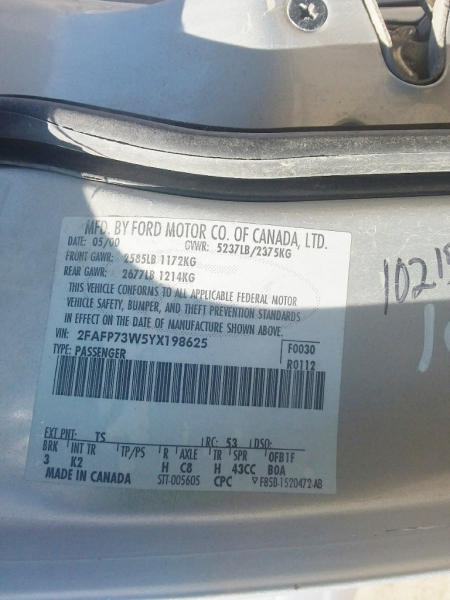 MFD. BY FORD MOTOR CO. OF CANADA, LTD.
DATE: 05/00 GVWR: 5237LB/2375KG
FRONT GAWR: 2585LB 1172KG
REAR GAWR: 2677LB 1214KG
THIS VEHICLE CONFORMS TO ALL APPLICABLE FEDERAL MOTOR
VEHICLE SAFETY, BUMPER, AND THEFT PREVENTION STANDARDS
IN EFFECT ON THE DATE OF MANUFACTURE SHOWN ABOVE.
VIN: 2FAFP73W5YX198625 F0030
TYPE: PASSENGER R0112
EXT PNT: TS RC: 53 DSO:
BRK INT TR TP/PS R AXLE TR SPR OFB1F
3 K2 H C8 H 43CC BOA
MADE IN CANADA STT-005605 CPC F85D-1520472-AB